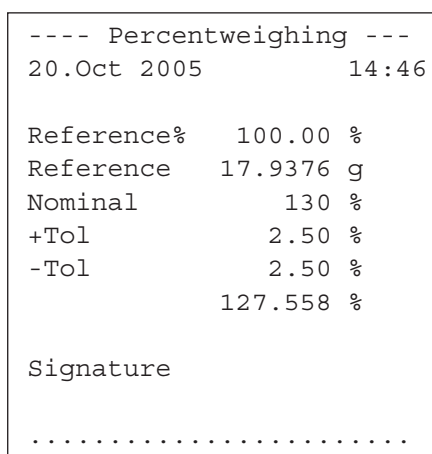 ---- Percentweighing ---
20.Oct 2005 14:46
Reference% 100.00 %
Reference 17.9376 g
Nominal 130 %
+Tol 2.50 %
-Tol 2.50 %
127.558 %
Signature
........................